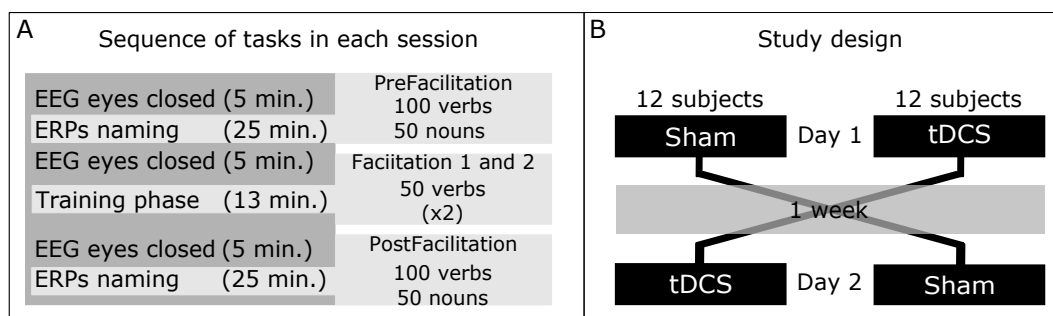 A
Sequence of tasks in each session
EEG eyes closed (5 min.)
ERPs naming (25 min.)
EEG eyes closed (5 min.)
Training phase (13 min.)
EEG eyes closed (5 min.)
ERPs naming (25 min.)
PreFacilitation
100 verbs
50 nouns
Faciitation 1 and 2
50 verbs
(x2)
PostFacilitation
100 verbs
50 nouns
B
Study design
12 subjects 12 subjects
Sham Day 1 tDCS
1 week
tDCS Day 2 Sham